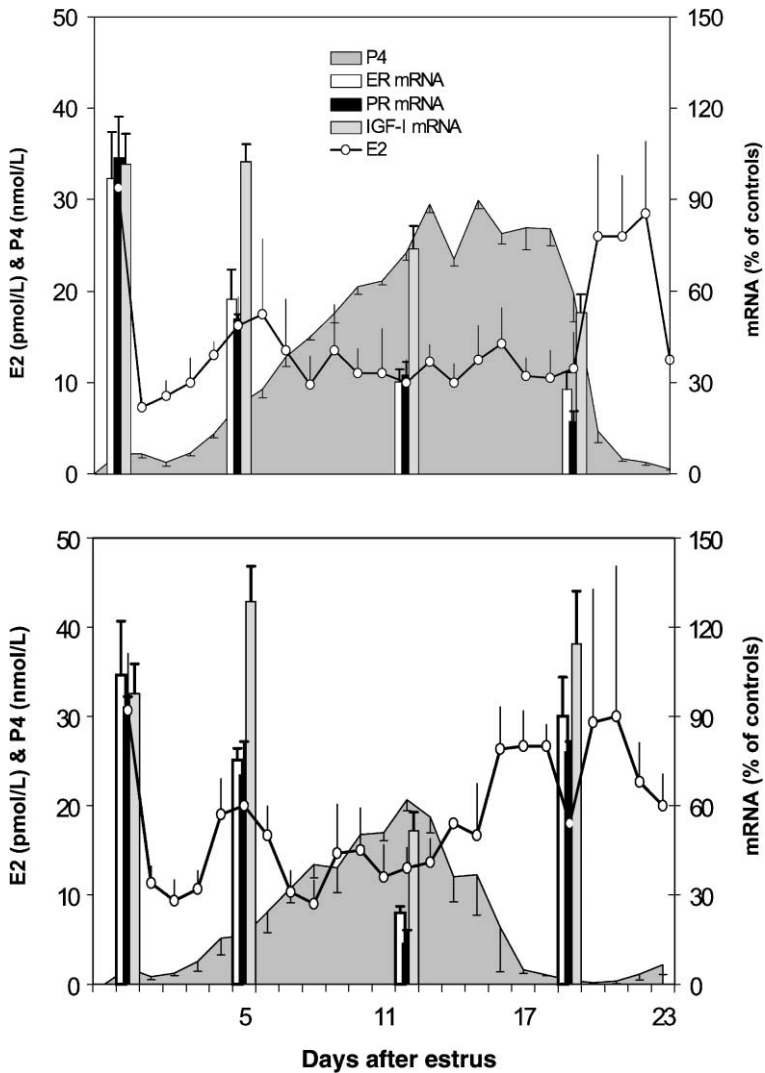 50
40
30
20
10
0
E2 (pmol/L) & P4 (nmol/L)
P4
ER mRNA
PR mRNA
IGF-I mRNA
E2
150
120
90
60
30
0
mRNA (% of controls)
50
40
30
20
10
0
E2 (pmol/L) & P4 (nmol/L)
150
120
90
60
30
0
mRNA (% of controls)
5
11
17
23
Days after estrus